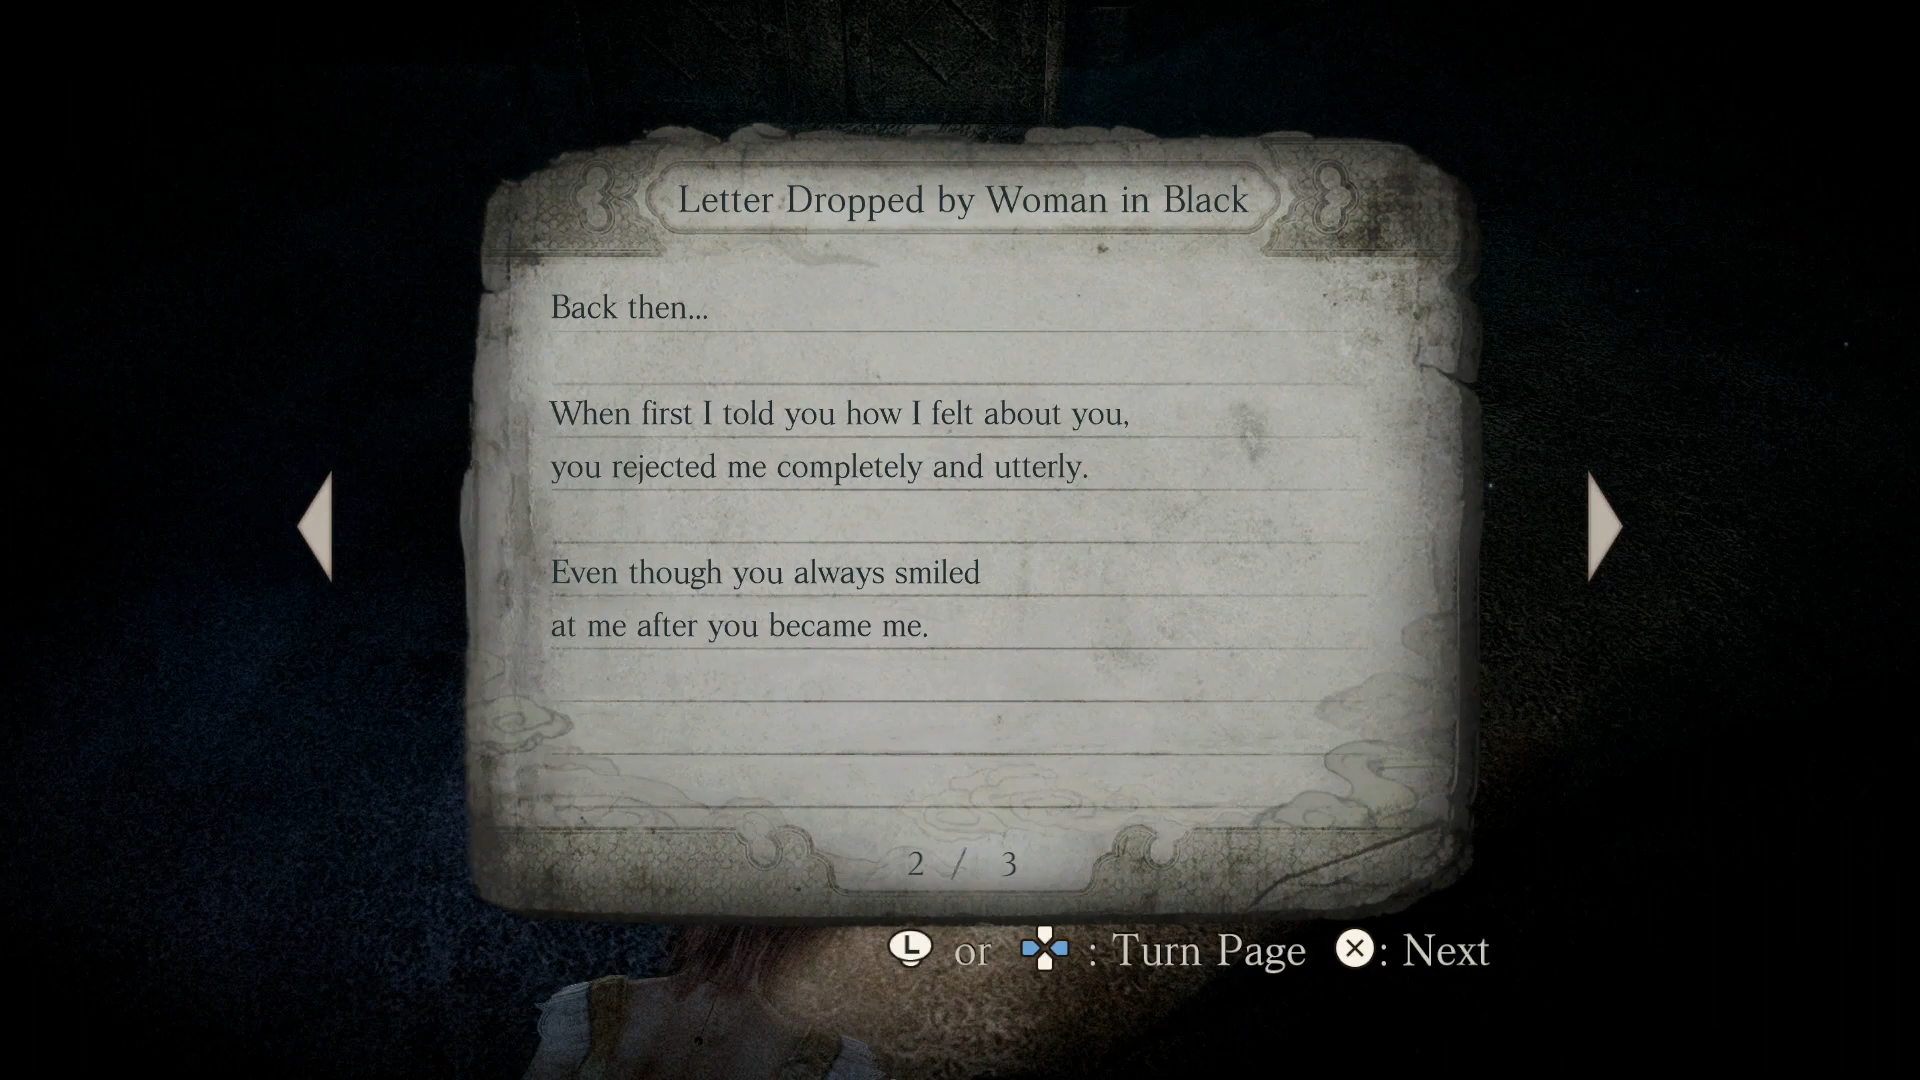 Letter Dropped by Woman in Black
Back then...
When first I told you how I felt about you,
you rejected me completely and utterly.
Even though you always smiled
at me after you became me.
2 / 3
L or : Turn Page X: Next